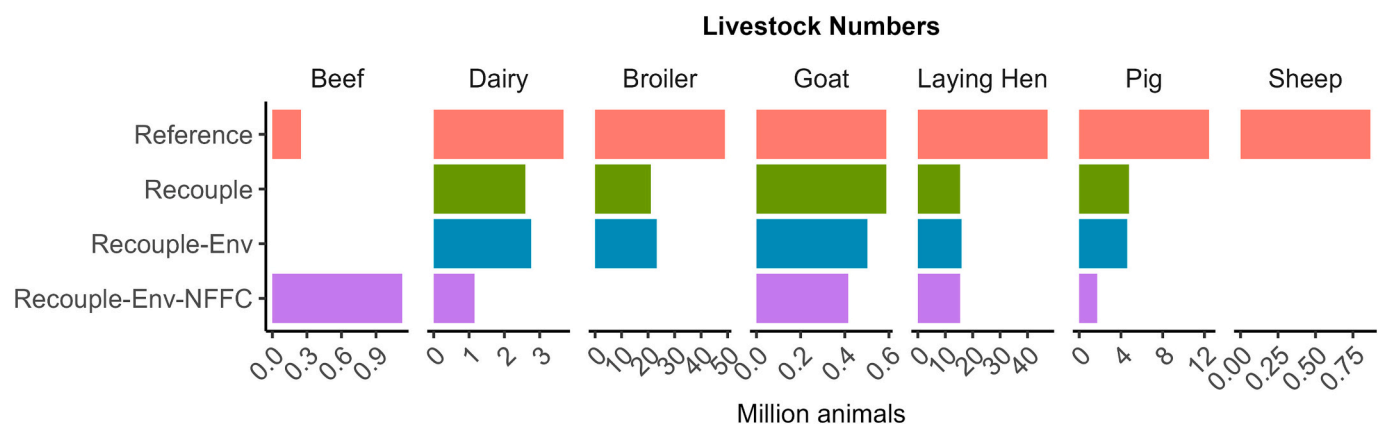 Livestock Numbers
Beef Dairy Broiler Goat Laying Hen Pig Sheep
Reference
Recouple
Recouple-Env
Recouple-Env-NFFC
0.0 0.3 0.6 0.9 0 1 2 3 0 10 20 30 40 50 0.0 0.2 0.4 0.6 0 10 20 30 40 0 4 8 12 0.00 0.25 0.50 0.75
Million animals